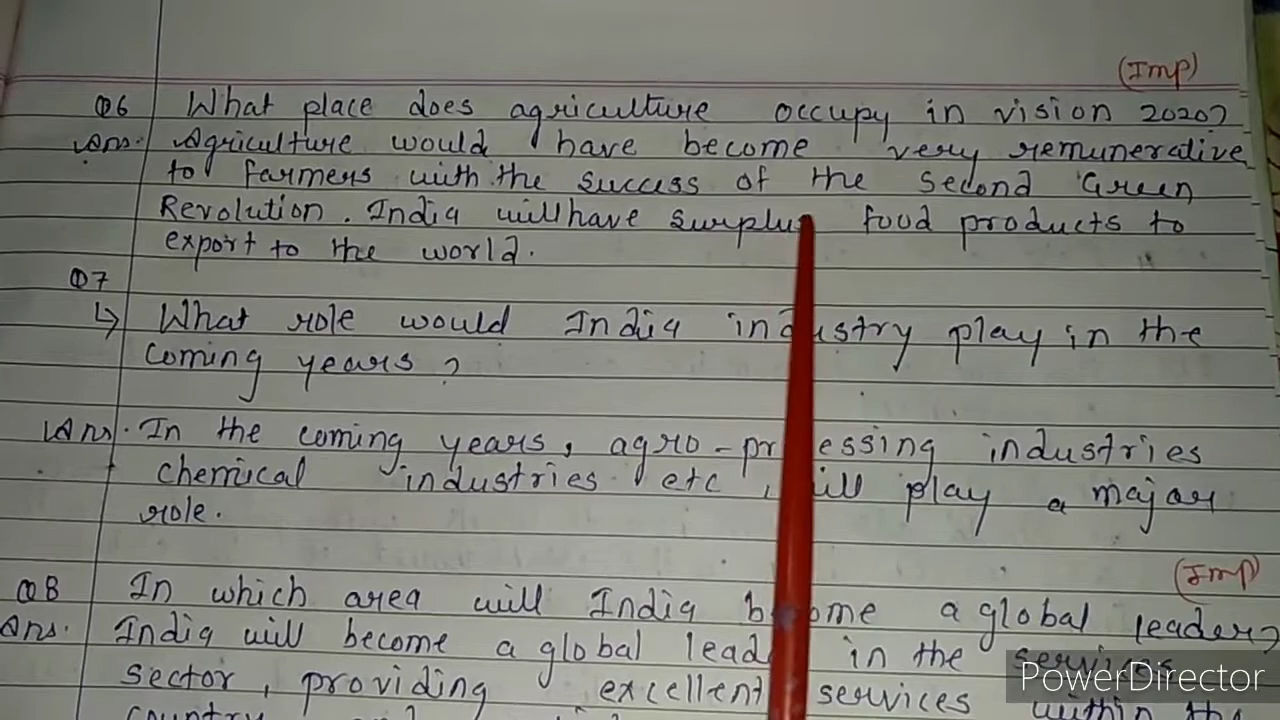 (Imp)
Q6 What place does agriculture occupy in vision 2020?
Ans. Agriculture would have become very remunerative
to farmers with the success of the second Green
Revolution. India will have surplus food products to
export to the world.
Q7
↳ What role would India industry play in the
coming years?
Ans. In the coming years, agro-pr essing industries
chemical industries etc, ill play a major
role.
(Imp)
Q8 In which area will India become a global leader?
Ans. India will become a global lead in the services
sector, providing excellent services within the
country
PowerDirector